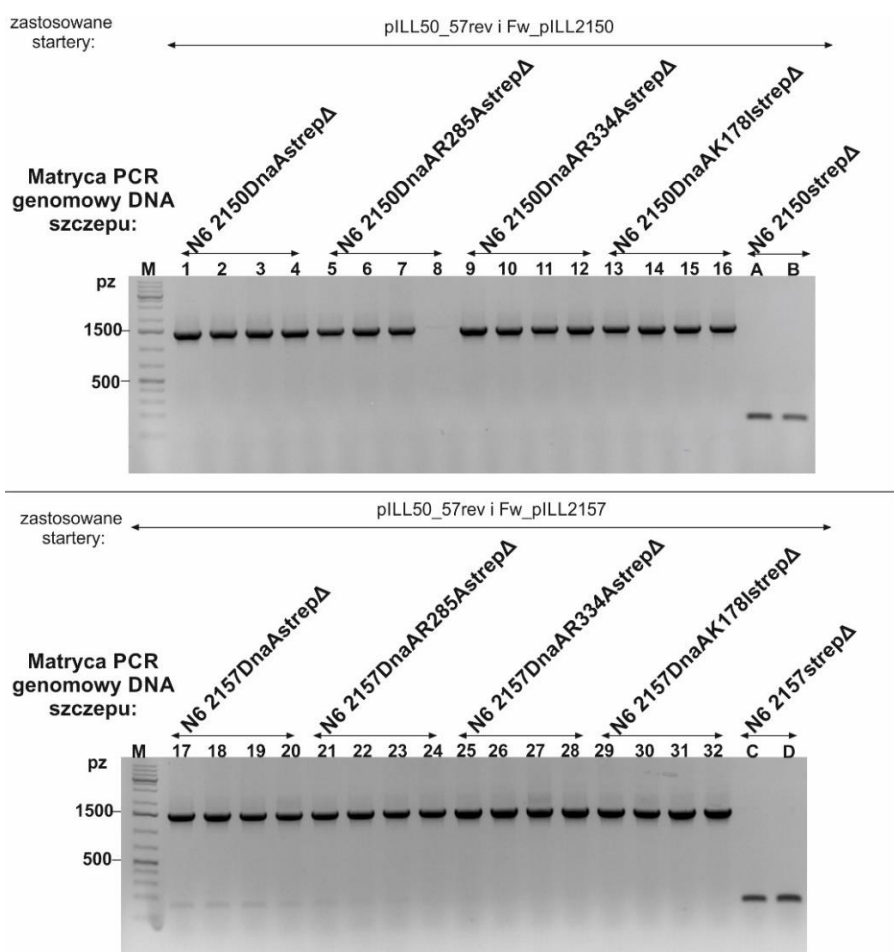 zastosowane
startery:
pILL50_57rev i Fw_pILL2150
Matryca PCR
genomowy DNA
szczepu:
N6 2150DnaAstrepΔ
N6 2150DnaAR285AstrepΔ
N6 2150DnaAR334AstrepΔ
N6 2150DnaAK178IstrepΔ
N6 2150strepΔ
M 1 2 3 4 5 6 7 8 9 10 11 12 13 14 15 16 A B
pz
1500
500
zastosowane
startery:
pILL50_57rev i Fw_pILL2157
Matryca PCR
genomowy DNA
szczepu:
N6 2157DnaAstrepΔ
N6 2157DnaAR285AstrepΔ
N6 2157DnaAR334AstrepΔ
N6 2157DnaAK178IstrepΔ
N6 2157strepΔ
M 17 18 19 20 21 22 23 24 25 26 27 28 29 30 31 32 C D
pz
1500
500